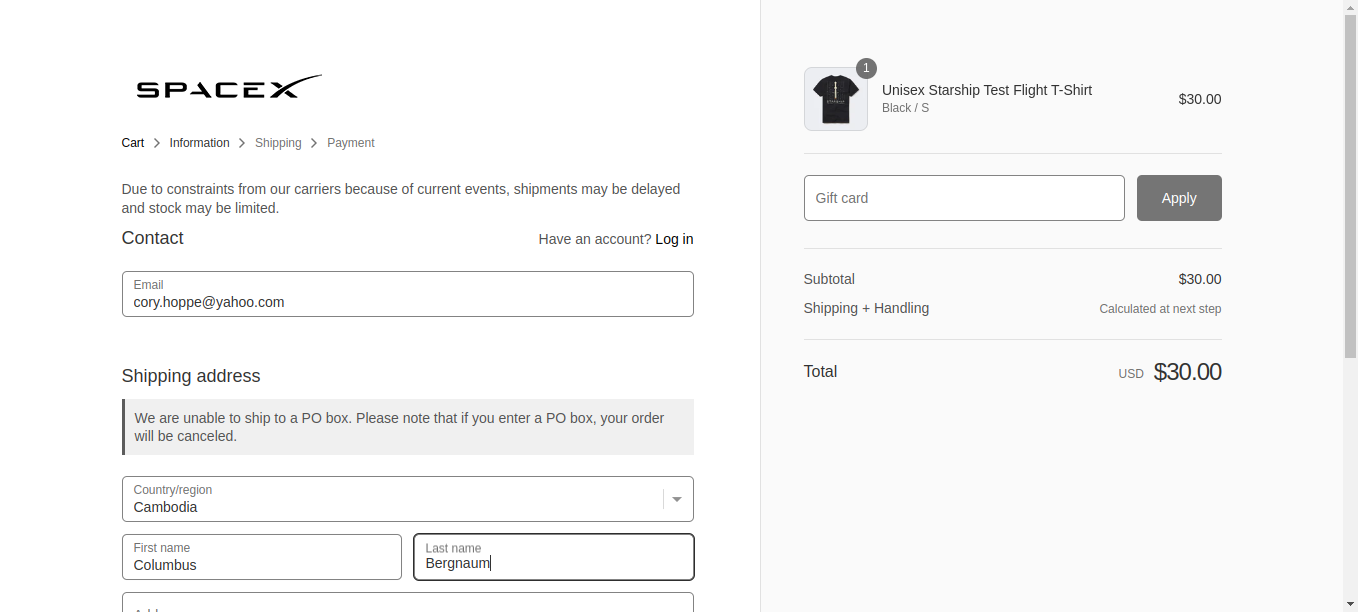 SPACEX
Cart > Information > Shipping > Payment
Due to constraints from our carriers because of current events, shipments may be delayed
and stock may be limited.
Contact
Have an account? Log in
Email
cory.hoppe@yahoo.com
Shipping address
We are unable to ship to a PO box. Please note that if you enter a PO box, your order
will be canceled.
Country/region
Cambodia
First name
Columbus
Last name
Bergnaum
1
Unisex Starship Test Flight T-Shirt
Black / S
$30.00
Gift card
Apply
Subtotal
$30.00
Shipping + Handling
Calculated at next step
Total
USD $30.00